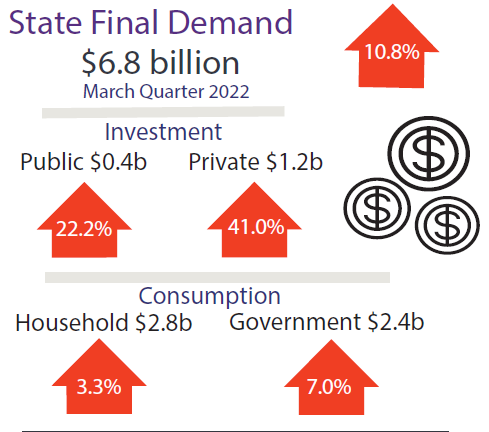 State Final Demand
$6.8 billion
10.8%
March Quarter 2022
Investment
Public $0.4b Private $1.2b
22.2% 41.0%
$
$ $
Consumption
Household $2.8b Government $2.4b
3.3% 7.0%